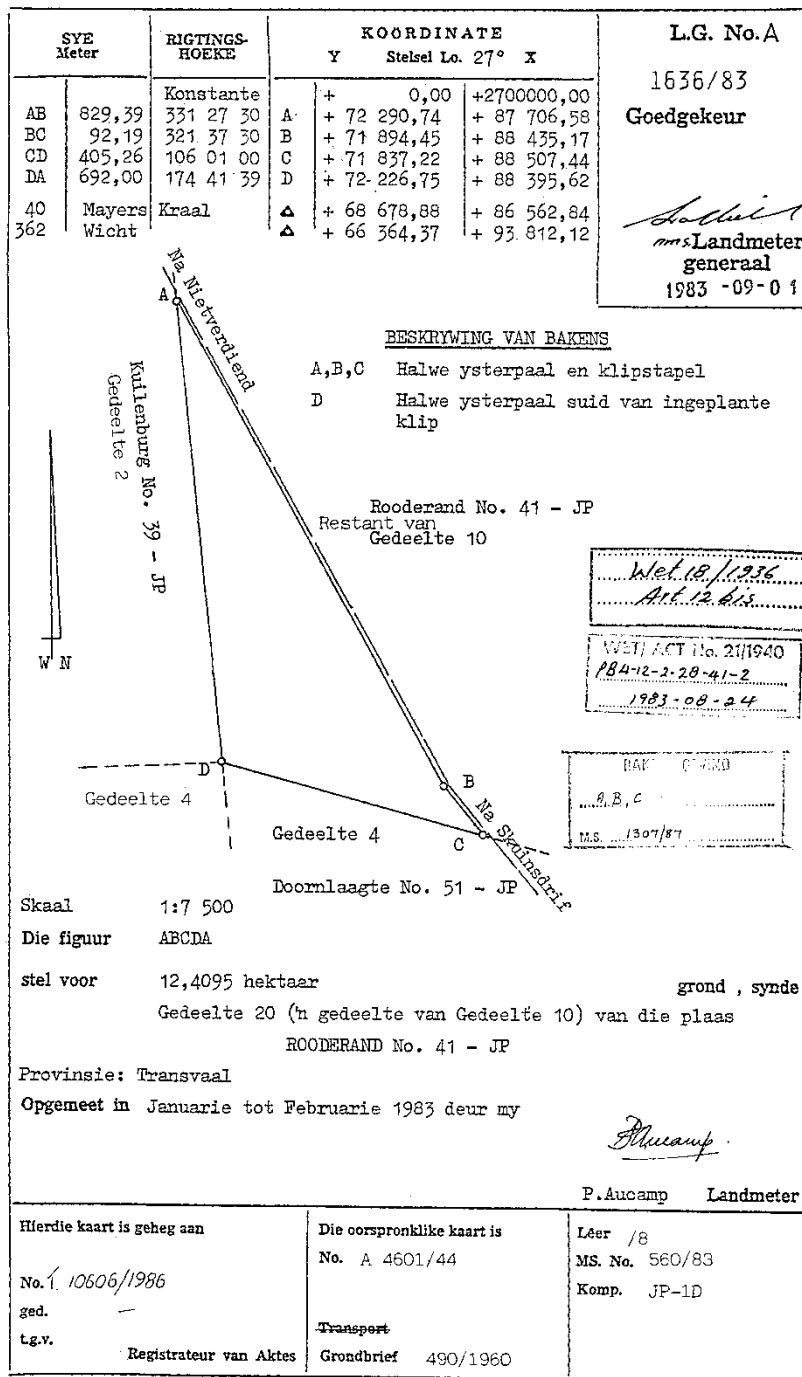 SYE Meter RIGTINGS-HOEKE KOÖRDINATE Y Stelsel Lo. 27° X
Konstante + 0,00 +2700000,00
AB 829,39 331 27 30 A + 72 290,74 + 87 706,58
BC 92,19 321 37 30 B + 71 894,45 + 88 435,17
CD 405,26 106 01 00 C + 71 837,22 + 88 507,44
DA 692,00 174 41 39 D + 72 226,75 + 88 395,62
40 Mayers Kraal △ + 68 678,88 + 86 562,84
362 Wicht △ + 66 364,37 + 93 812,12
L.G. No. A
1636/83
Goedgekeur
Landmeter
generaal
1983 -09- 01
Na Nietverdiend
A
BESKRYWING VAN BAKENS
A,B,C Halwe ysterpaal en klipstapel
D Halwe ysterpaal suid van ingeplante
klip
Kuilenburg No. 39 - JP
Gedeelte 2
Rooderand No. 41 - JP
Restant van
Gedeelte 10
Wet 18/1936
Art 12 bis
WET/ACT No. 21/1940
PB4-12-2-28-41-2
1983-08-24
W N
D
B
Gedeelte 4
A,B,C
M.S. 1307/87
Na Skuinsdrif
Gedeelte 4
C
Doornlaagte No. 51 - JP
Skaal 1:7 500
Die figuur ABCDA
stel voor 12,4095 hektaar grond , synde
Gedeelte 20 ('n gedeelte van Gedeelte 10) van die plaas
ROODERAND No. 41 - JP
Provinsie: Transvaal
Opgemeet in Januarie tot Februarie 1983 deur my
P.Aucamp Landmeter
Hierdie kaart is geheg aan
No. 10606/1986
ged. —
t.g.v.
Registrateur van Aktes
Die oorspronklike kaart is
No. A 4601/44
Transport
Grondbrief 490/1960
Lêer /8
MS. No. 560/83
Komp. JP-1D